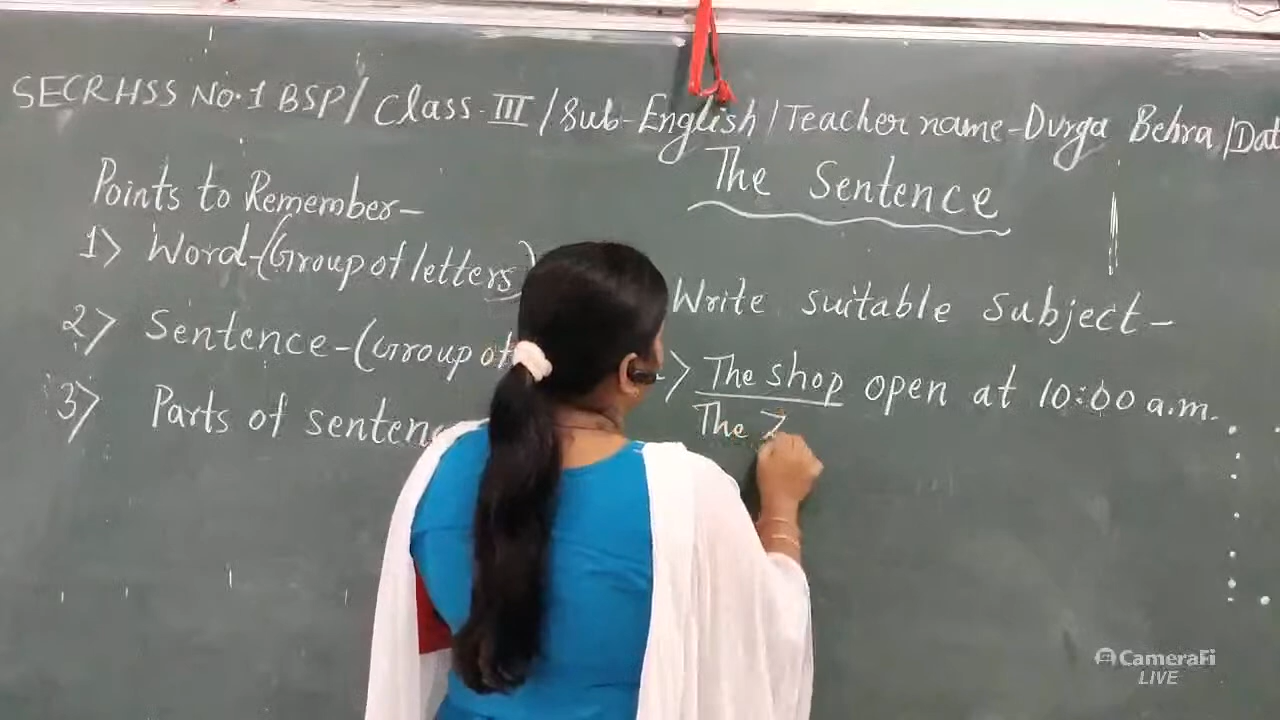 SECRHSS No.1 BSP/ Class-III / Sub-English / Teacher name-Durga Behra /Dat
The Sentence
Points to Remember-
1> Word-(Group of letters)
2> Sentence-(Group of
3> Parts of senten
Write suitable subject-
> The shop open at 10:00 a.m.
The Z
CameraFi
LIVE